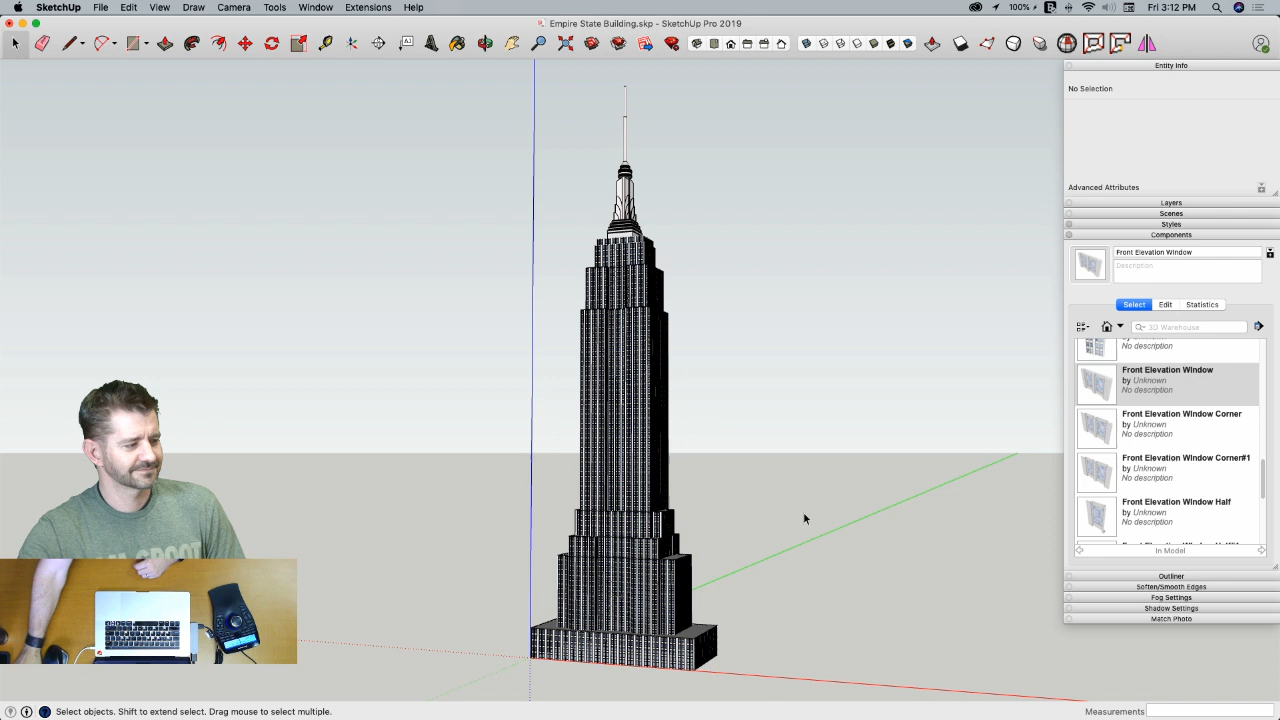 SketchUp File Edit View Draw Camera Tools Window Extensions Help
100% Fri 3:12 PM
Empire State Building.skp - SketchUp Pro 2019
Entity Info
No Selection
Advanced Attributes
Layers
Scenes
Styles
Components
Front Elevation Window
Description
Select Edit Statistics
3D Warehouse
No description
Front Elevation Window
by Unknown
No description
Front Elevation Window Corner
by Unknown
No description
Front Elevation Window Corner#1
by Unknown
No description
Front Elevation Window Half
by Unknown
No description
In Model
Outliner
Soften/Smooth Edges
Fog Settings
Shadow Settings
Match Photo
GROOT
Select objects. Shift to extend select. Drag mouse to select multiple.
Measurements